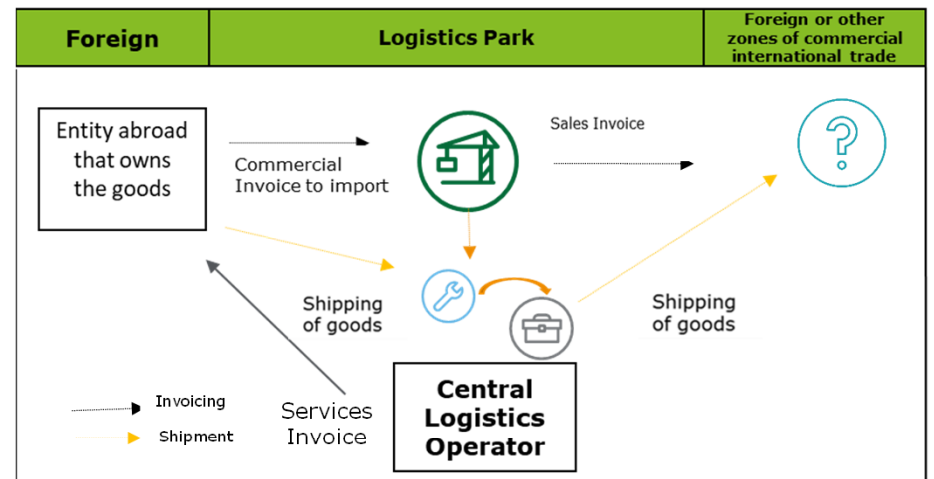 Foreign
Logistics Park
Foreign or other
zones of commercial
international trade
Entity abroad
that owns
the goods
Commercial
Invoice to import
Sales Invoice
Shipping
of goods
Shipping
of goods
Central
Logistics
Operator
Services
Invoice
Invoicing
Shipment